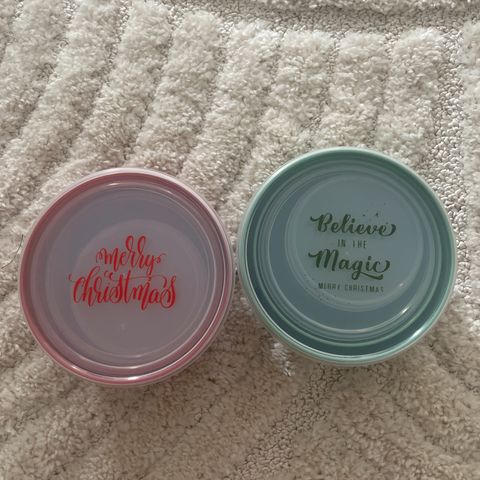 merry
christmas
Believe
IN THE
Magic
MERRY CHRISTMAS